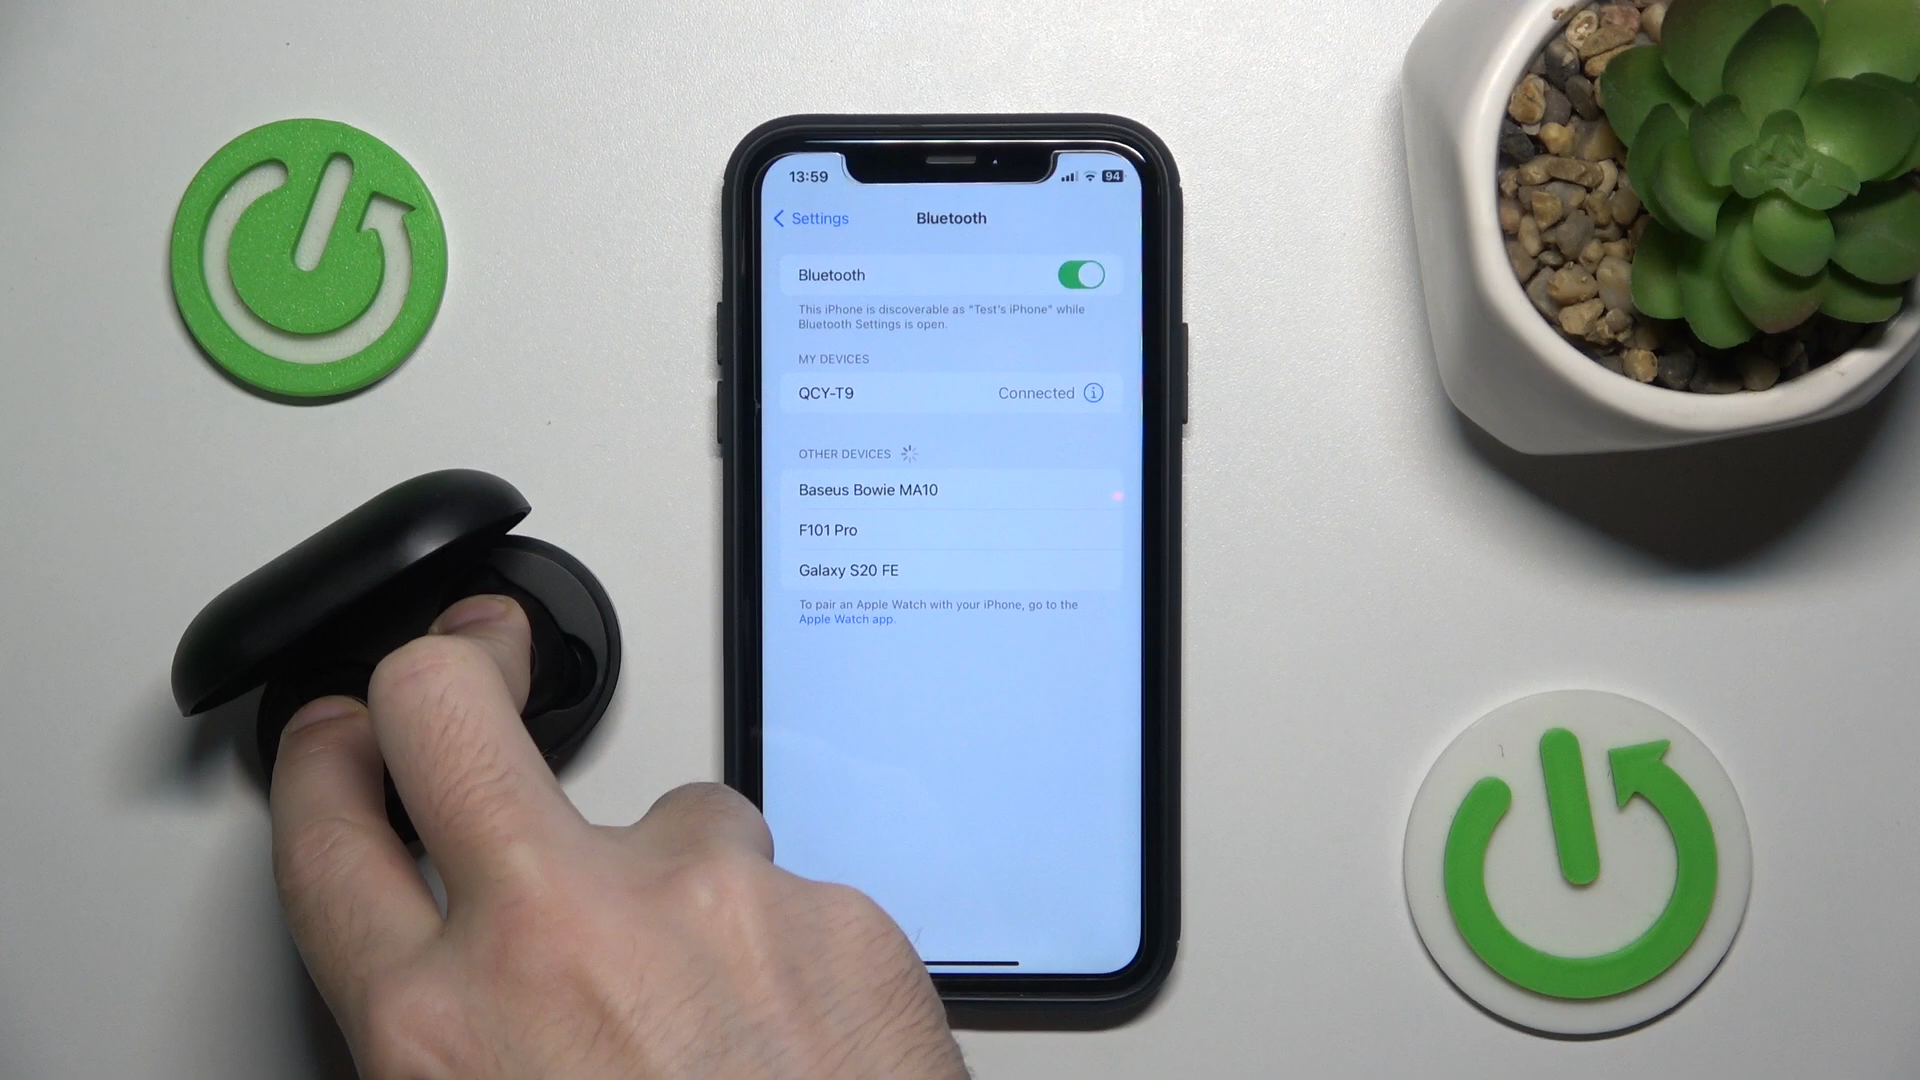 13:59
94
Settings
Bluetooth
Bluetooth
This iPhone is discoverable as "Test's iPhone" while
Bluetooth Settings is open.
MY DEVICES
QCY-T9 Connected
OTHER DEVICES
Baseus Bowie MA10
F101 Pro
Galaxy S20 FE
To pair an Apple Watch with your iPhone, go to the
Apple Watch app.